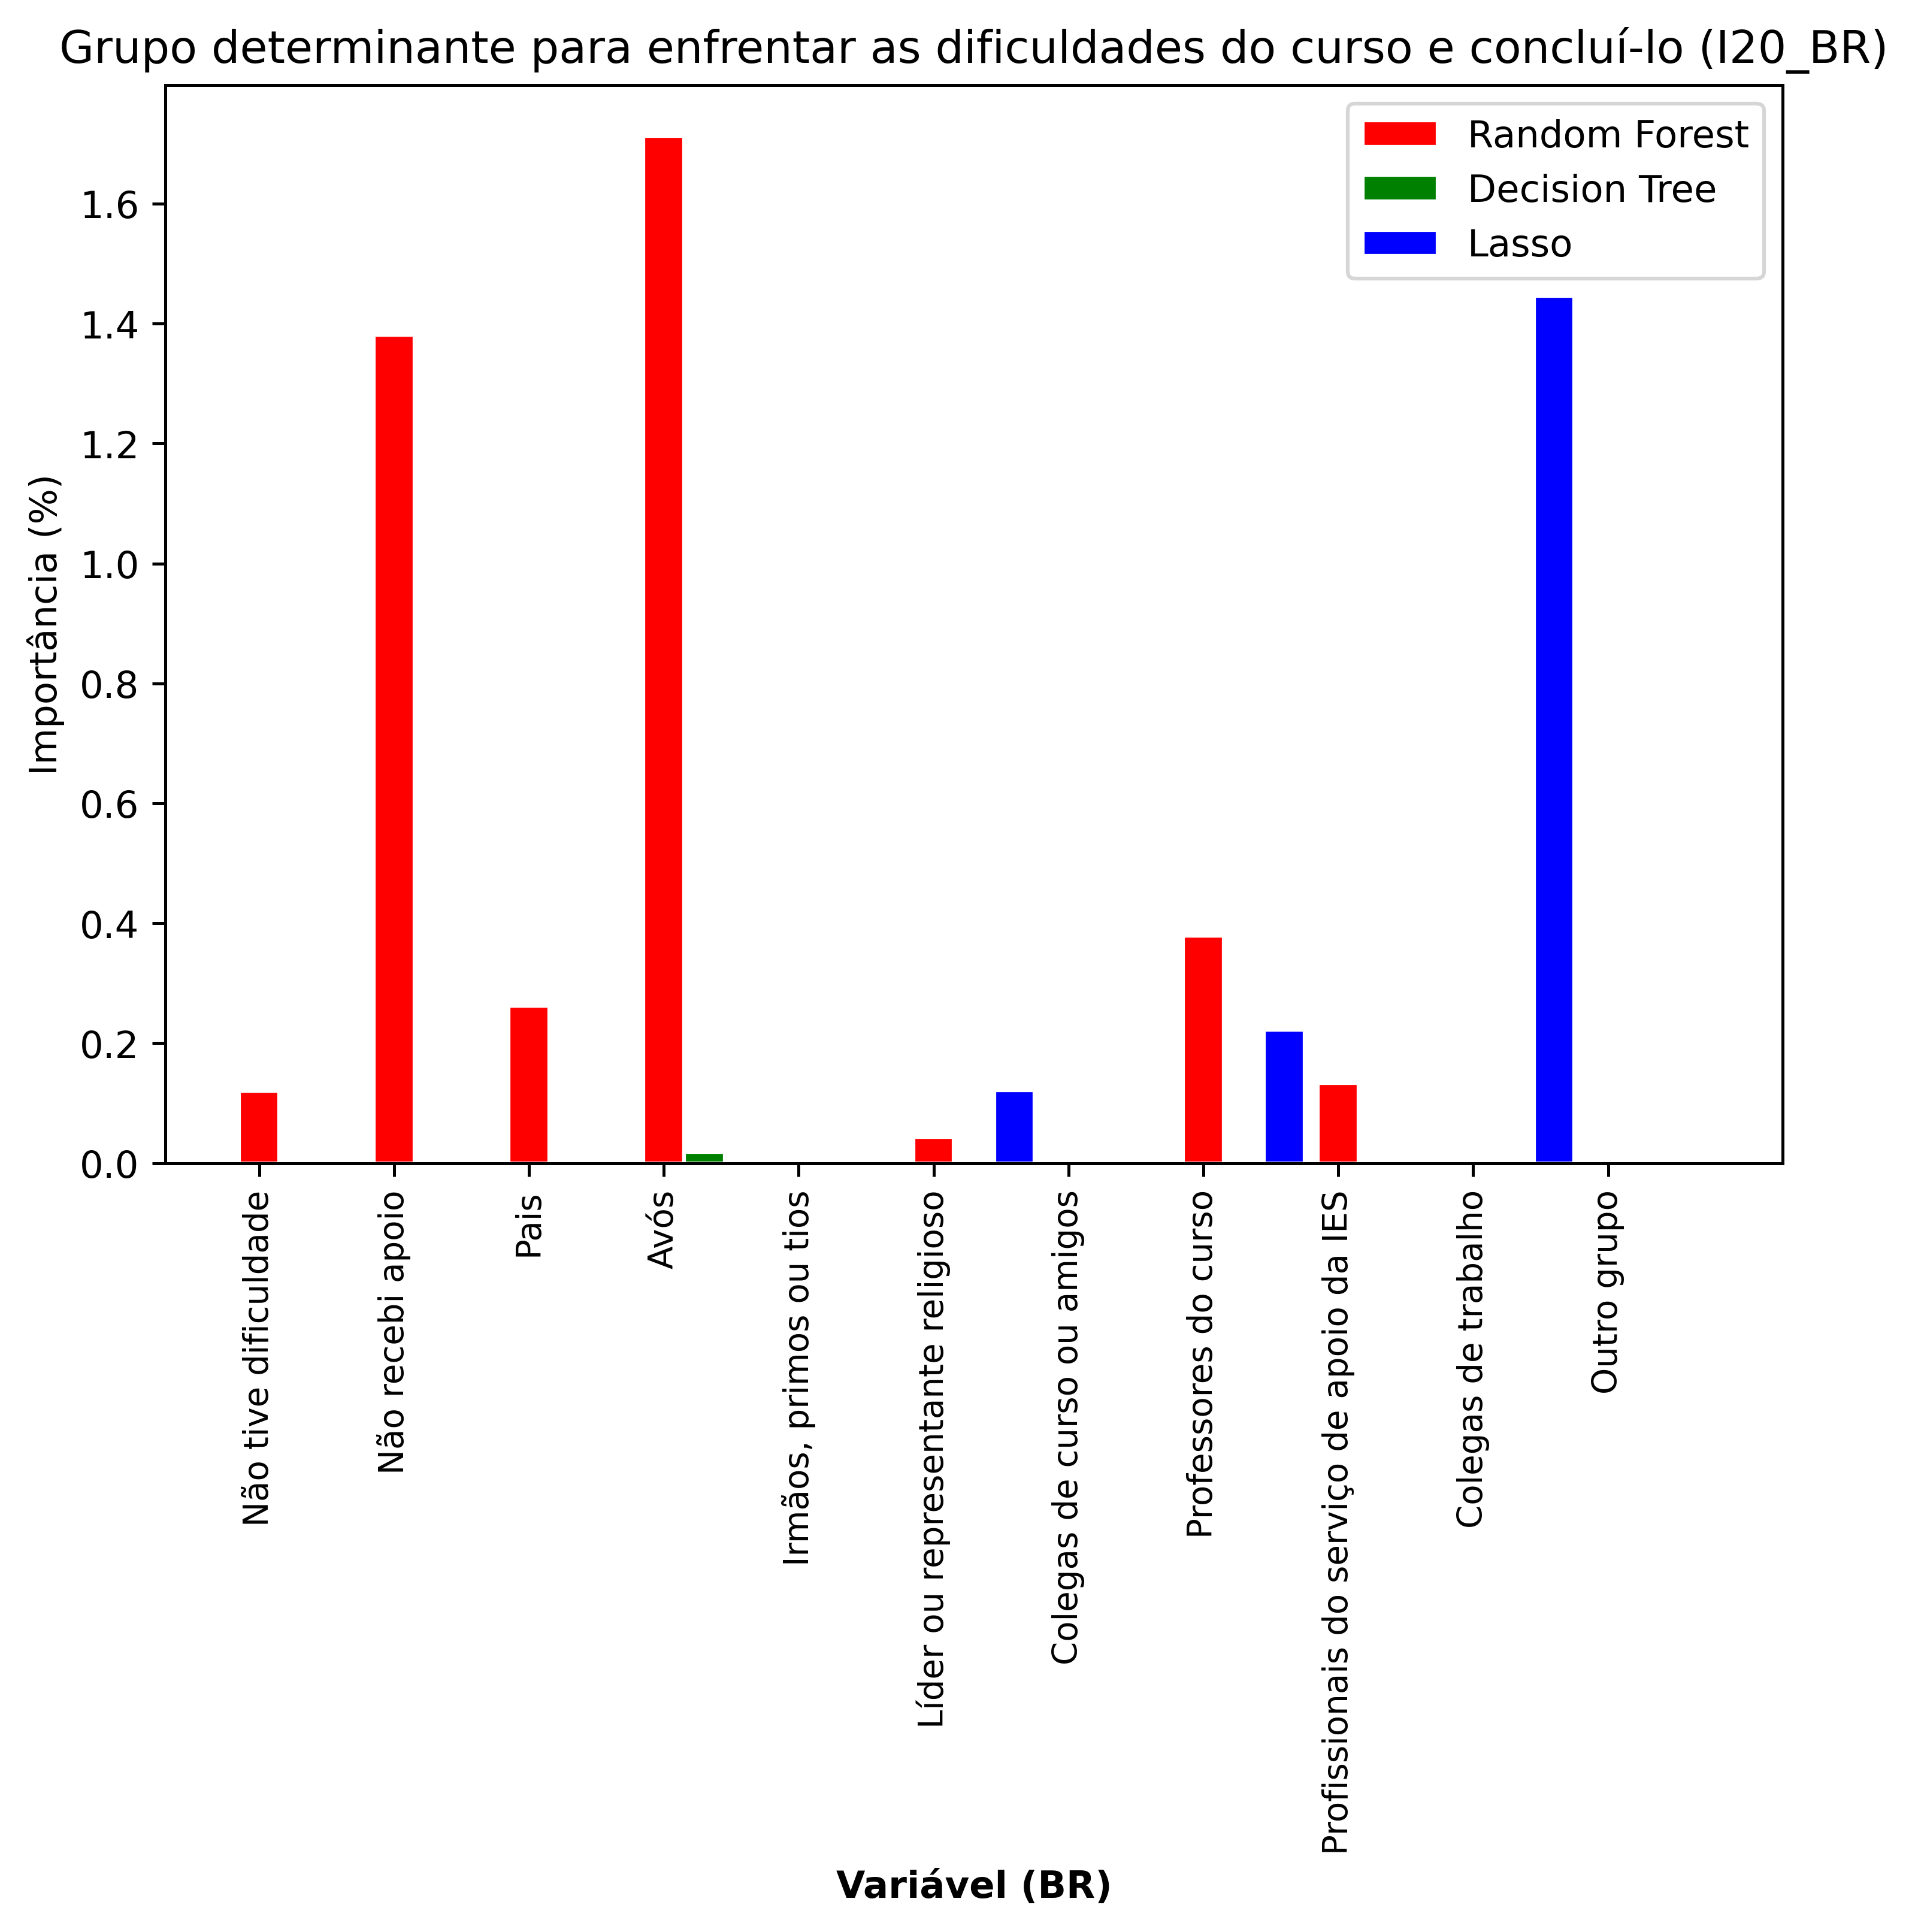 Grupo determinante para enfrentar as dificuldades do curso e concluí-lo (I20_BR)
Random Forest
Decision Tree
Lasso
Importância (%)
1.6
1.4
1.2
1.0
0.8
0.6
0.4
0.2
0.0
Não tive dificuldade
Não recebi apoio
Pais
Avós
Irmãos, primos ou tios
Líder ou representante religioso
Colegas de curso ou amigos
Professores do curso
Profissionais do serviço de apoio da IES
Colegas de trabalho
Outro grupo
Variável (BR)